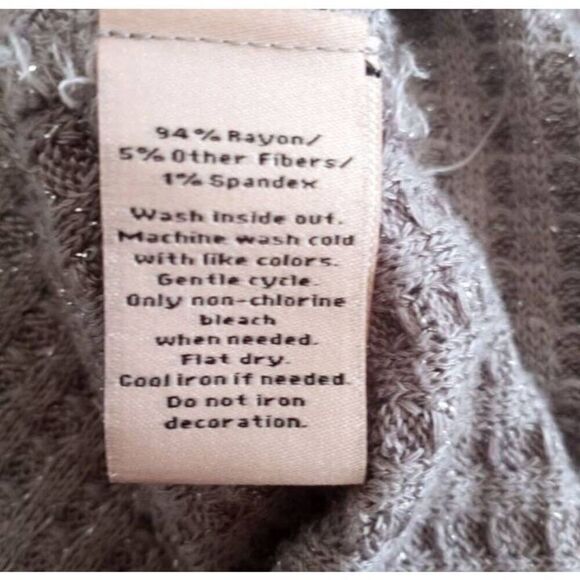 94% Rayon/
5% Other Fibers/
1% Spandex
Wash inside out.
Machine wash cold
with like colors.
Gentle cycle.
Only non-chlorine
bleach
when needed.
Flat dry.
Cool iron if needed.
Do not iron
decoration.